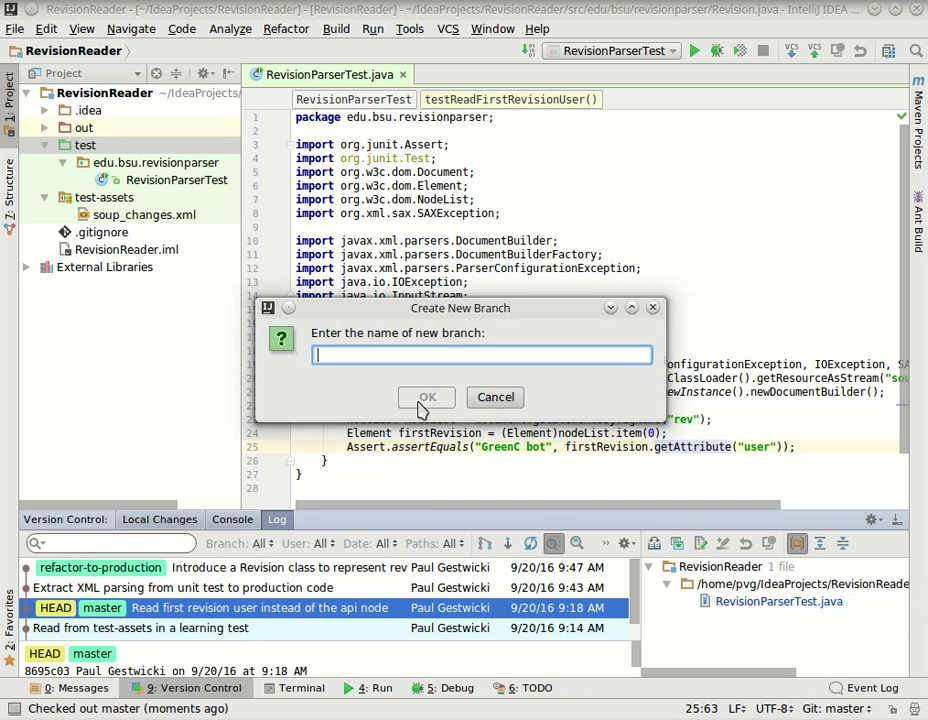 RevisionReader - [~/IdeaProjects/RevisionReader] - [RevisionReader] - ~/IdeaProjects/RevisionReader/src/edu/bsu/revisionparser/Revision.java - IntelliJ IDEA ...
File Edit View Navigate Code Analyze Refactor Build Run Tools VCS Window Help
RevisionReader
RevisionParserTest
VCS
VCS
1: Project
7: Structure
2: Favorites
Project
RevisionReader ~/IdeaProjects/
.idea
out
test
edu.bsu.revisionparser
RevisionParserTest
test-assets
soup_changes.xml
.gitignore
RevisionReader.iml
External Libraries
RevisionParserTest.java
RevisionParserTest
testReadFirstRevisionUser()
1 package edu.bsu.revisionparser;
2
3 import org.junit.Assert;
4 import org.junit.Test;
5 import org.w3c.dom.Document;
6 import org.w3c.dom.Element;
7 import org.w3c.dom.NodeList;
8 import org.xml.sax.SAXException;
9
10 import javax.xml.parsers.DocumentBuilder;
11 import javax.xml.parsers.DocumentBuilderFactory;
12 import javax.xml.parsers.ParserConfigurationException;
13 import java.io.IOException;
import java.io.InputStream;
Create New Branch
?
Enter the name of new branch:
OK
Cancel
onfigurationException, IOException, SA
ClassLoader().getResourceAsStream("sou
ewInstance().newDocumentBuilder();
"rev");
24 Element firstRevision = (Element)nodeList.item(0);
25 Assert.assertEquals("GreenC bot", firstRevision.getAttribute("user"));
26 }
27 }
28
Maven Projects
Ant Build
Version Control: Local Changes Console Log
Branch: All User: All Date: All Paths: All
refactor-to-production Introduce a Revision class to represent rev Paul Gestwicki 9/20/16 9:47 AM
Extract XML parsing from unit test to production code Paul Gestwicki 9/20/16 9:43 AM
HEAD master Read first revision user instead of the api node Paul Gestwicki 9/20/16 9:18 AM
Read from test-assets in a learning test Paul Gestwicki 9/20/16 9:14 AM
HEAD master
8695c03 Paul Gestwicki on 9/20/16 at 9:18 AM
RevisionReader 1 file
/home/pvg/IdeaProjects/RevisionReade
RevisionParserTest.java
0: Messages 9: Version Control Terminal 4: Run 5: Debug 6: TODO Event Log
Checked out master (moments ago) 25:63 LF UTF-8 Git: master